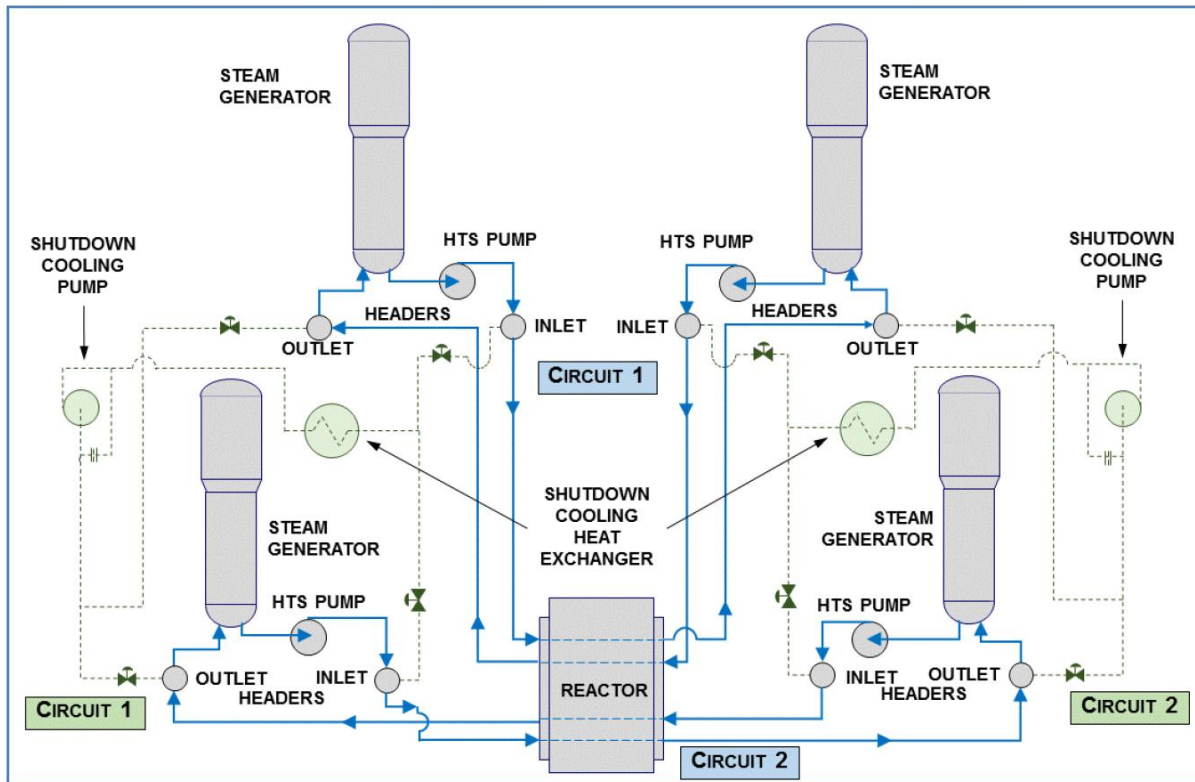 STEAM
GENERATOR
STEAM
GENERATOR
SHUTDOWN
COOLING
PUMP
HTS PUMP
HTS PUMP
SHUTDOWN
COOLING
PUMP
HEADERS
INLET
OUTLET
INLET
HEADERS
OUTLET
CIRCUIT 1
SHUTDOWN
COOLING
HEAT
EXCHANGER
STEAM
GENERATOR
STEAM
GENERATOR
HTS PUMP
HTS PUMP
OUTLET
HEADERS
INLET
REACTOR
INLET
HEADERS
OUTLET
CIRCUIT 1
CIRCUIT 2
CIRCUIT 2